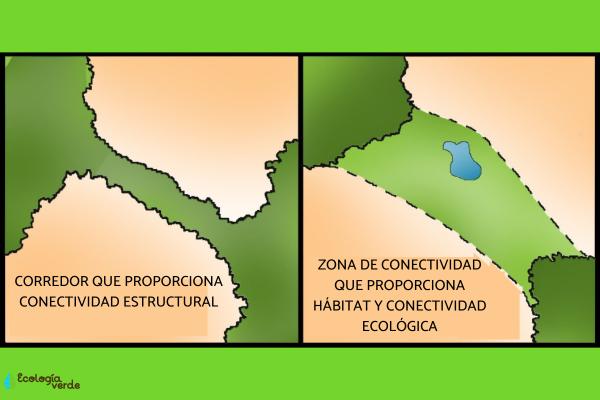 CORREDOR QUE PROPORCIONA
CONECTIVIDAD ESTRUCTURAL
ZONA DE CONECTIVIDAD
QUE PROPORCIONA
HÁBITAT Y CONECTIVIDAD
ECOLÓGICA
Ecología
verde